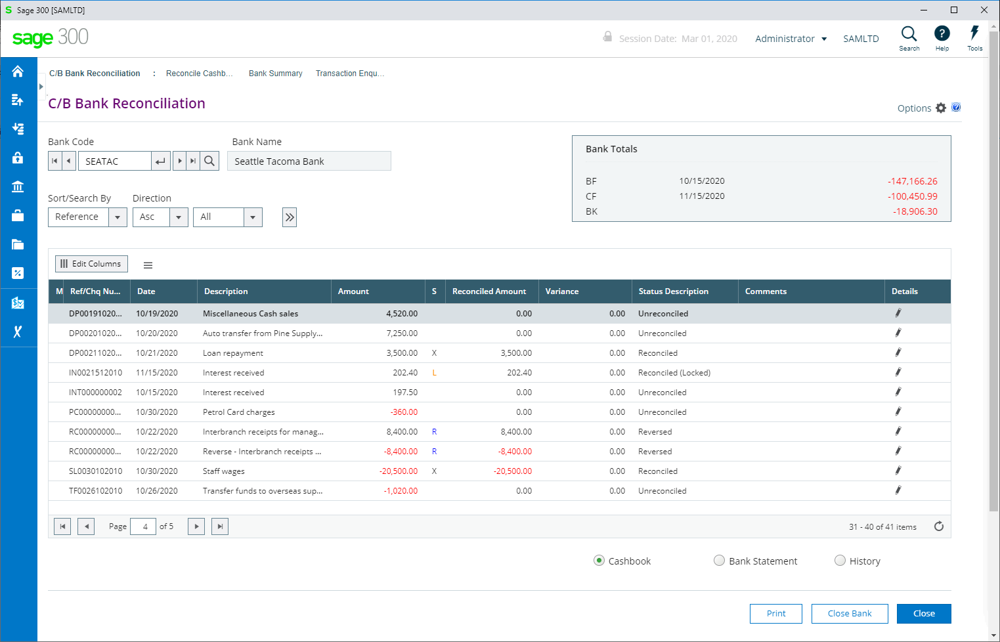 Sage 300 [SAMLTD]
sage 300
Session Date: Mar 01, 2020 Administrator SAMLTD Search Help Tools
C/B Bank Reconciliation : Reconcile Cashb... Bank Summary Transaction Enqu...
C/B Bank Reconciliation
Options
Bank Code Bank Name
SEATAC Seattle Tacoma Bank
Bank Totals
BF 10/15/2020 -147,166.26
CF 11/15/2020 -100,450.99
BK -18,906.30
Sort/Search By Direction
Reference Asc All
Edit Columns
M Ref/Chq Nu... Date Description Amount S Reconciled Amount Variance Status Description Comments Details
DP00191020... 10/19/2020 Miscellaneous Cash sales 4,520.00 0.00 0.00 Unreconciled
DP00201020... 10/20/2020 Auto transfer from Pine Supply... 7,250.00 0.00 0.00 Unreconciled
DP00211020... 10/21/2020 Loan repayment 3,500.00 X 3,500.00 0.00 Reconciled
IN0021512010 11/15/2020 Interest received 202.40 L 202.40 0.00 Reconciled (Locked)
INT000000002 10/15/2020 Interest received 197.50 0.00 0.00 Unreconciled
PC00000000... 10/30/2020 Petrol Card charges -360.00 0.00 0.00 Unreconciled
RC00000000... 10/22/2020 Interbranch receipts for manag... 8,400.00 R 8,400.00 0.00 Reversed
RC00000000... 10/22/2020 Reverse - Interbranch receipts ... -8,400.00 R -8,400.00 0.00 Reversed
SL0030102010 10/30/2020 Staff wages -20,500.00 X -20,500.00 0.00 Reconciled
TF0026102010 10/26/2020 Transfer funds to overseas sup... -1,020.00 0.00 0.00 Unreconciled
Page 4 of 5 31 - 40 of 41 items
Cashbook Bank Statement History
Print Close Bank Close